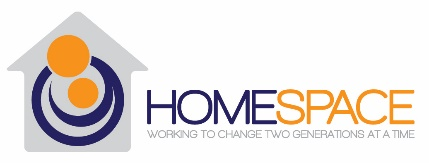 HOMESPACE
WORKING TO CHANGE TWO GENERATIONS AT A TIME